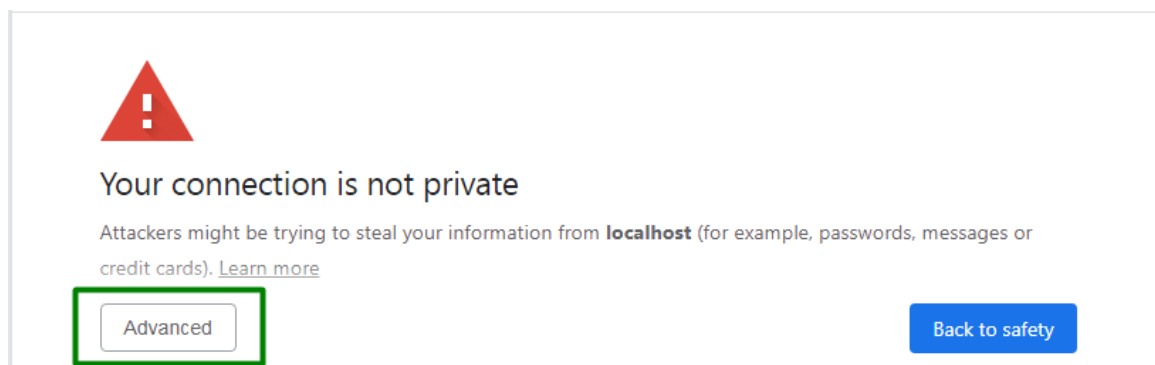 Your connection is not private
Attackers might be trying to steal your information from localhost (for example, passwords, messages or
credit cards). Learn more
Advanced
Back to safety